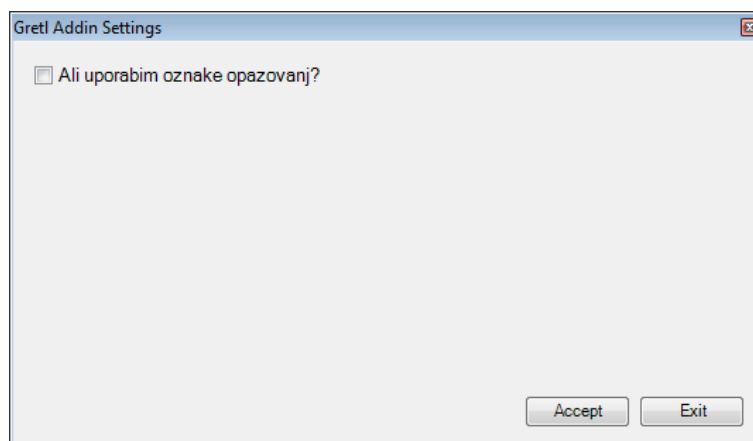 Gretl Addin Settings
Ali uporabim oznake opazovanj?
Accept Exit